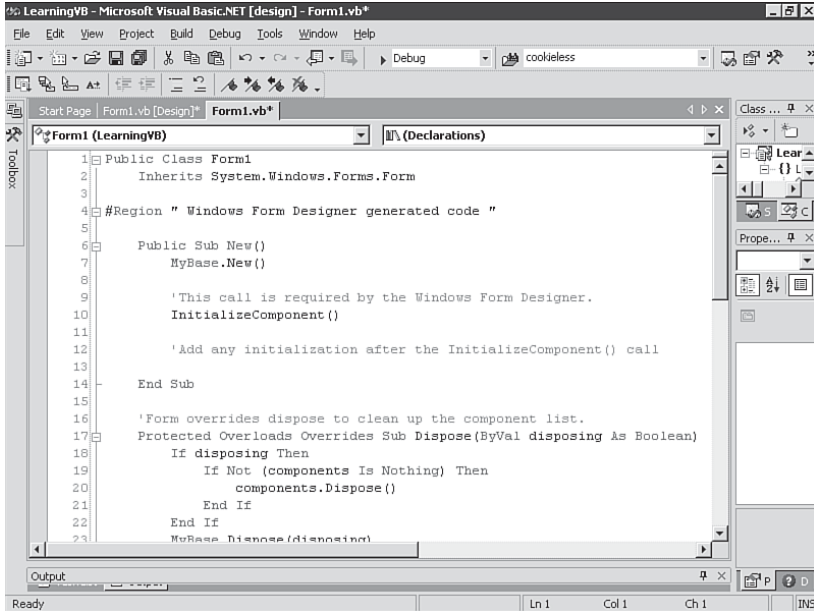 LearningVB - Microsoft Visual Basic.NET [design] - Form1.vb*
File Edit View Project Build Debug Tools Window Help
Debug cookieless
Start Page Form1.vb [Design]* Form1.vb* Class ...
Form1 (LearningVB) (Declarations)
Toolbox
Lear
{} L
S C
Prope...
1 Public Class Form1
2 Inherits System.Windows.Forms.Form
3
4 #Region " Windows Form Designer generated code "
5
6 Public Sub New()
7 MyBase.New()
8
9 'This call is required by the Windows Form Designer.
10 InitializeComponent()
11
12 'Add any initialization after the InitializeComponent() call
13
14 End Sub
15
16 'Form overrides dispose to clean up the component list.
17 Protected Overloads Overrides Sub Dispose(ByVal disposing As Boolean)
18 If disposing Then
19 If Not (components Is Nothing) Then
20 components.Dispose()
21 End If
22 End If
23 MyBase.Dispose(disposing)
Output
P D
Ready Ln 1 Col 1 Ch 1 INS